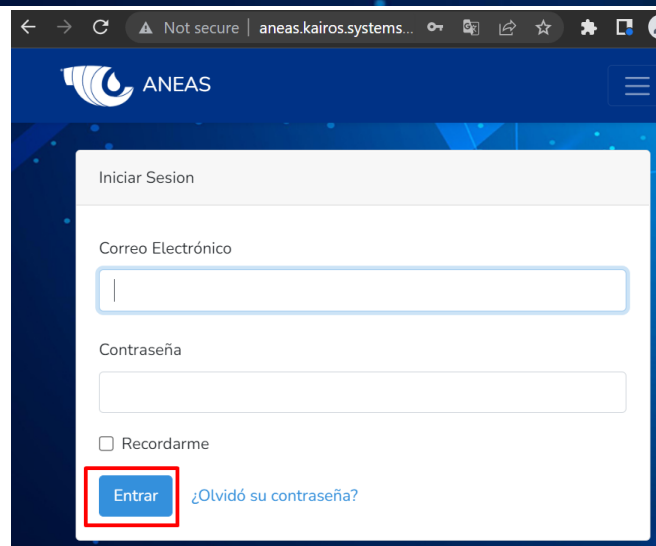 Not secure | aneas.kairos.systems...
ANEAS
Iniciar Sesion
Correo Electrónico
Contraseña
Recordarme
Entrar ¿Olvidó su contraseña?